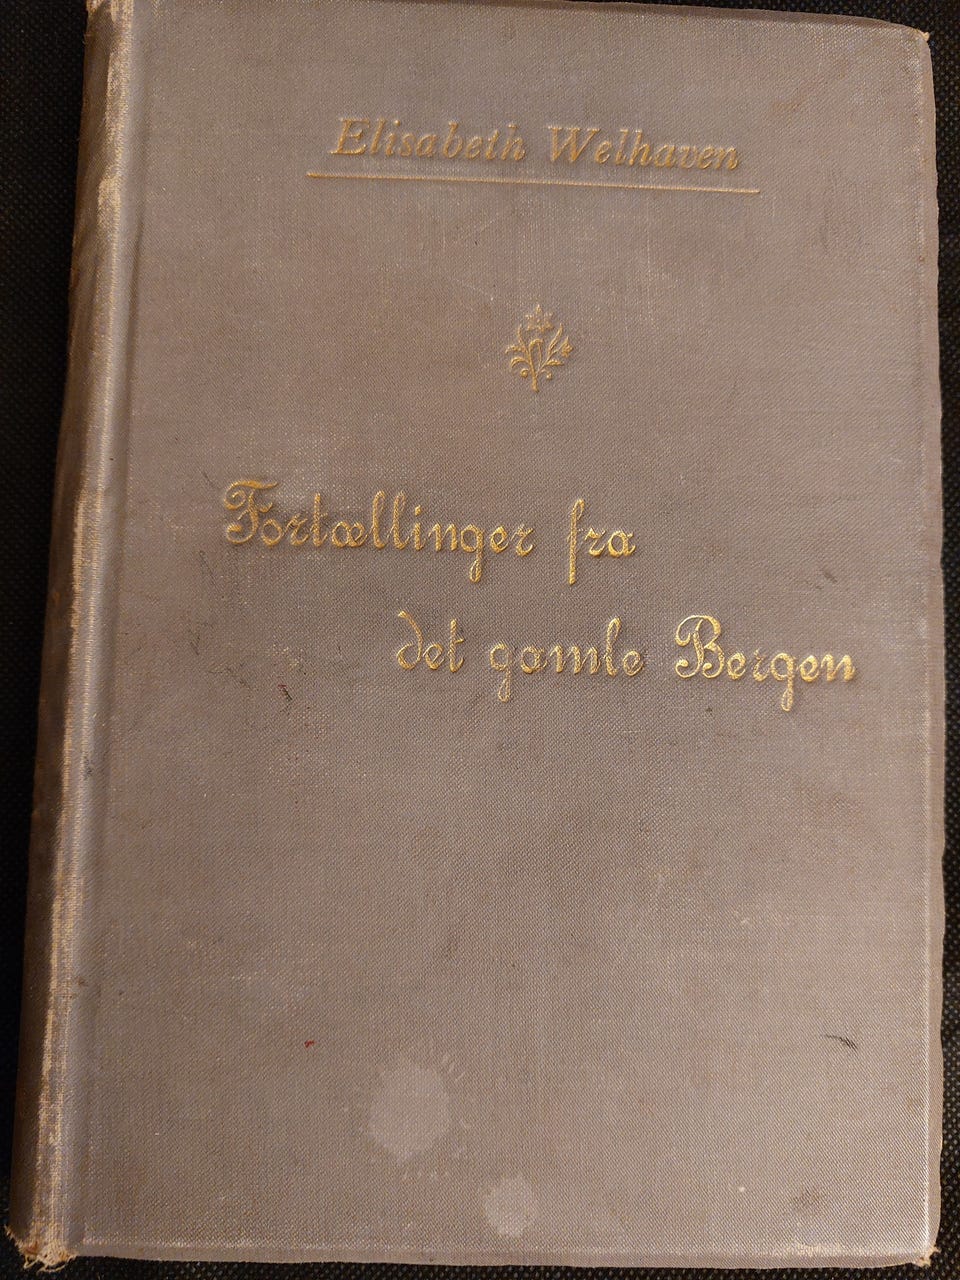 Elisabeth Welhaven
Fortællinger fra
det gamle Bergen